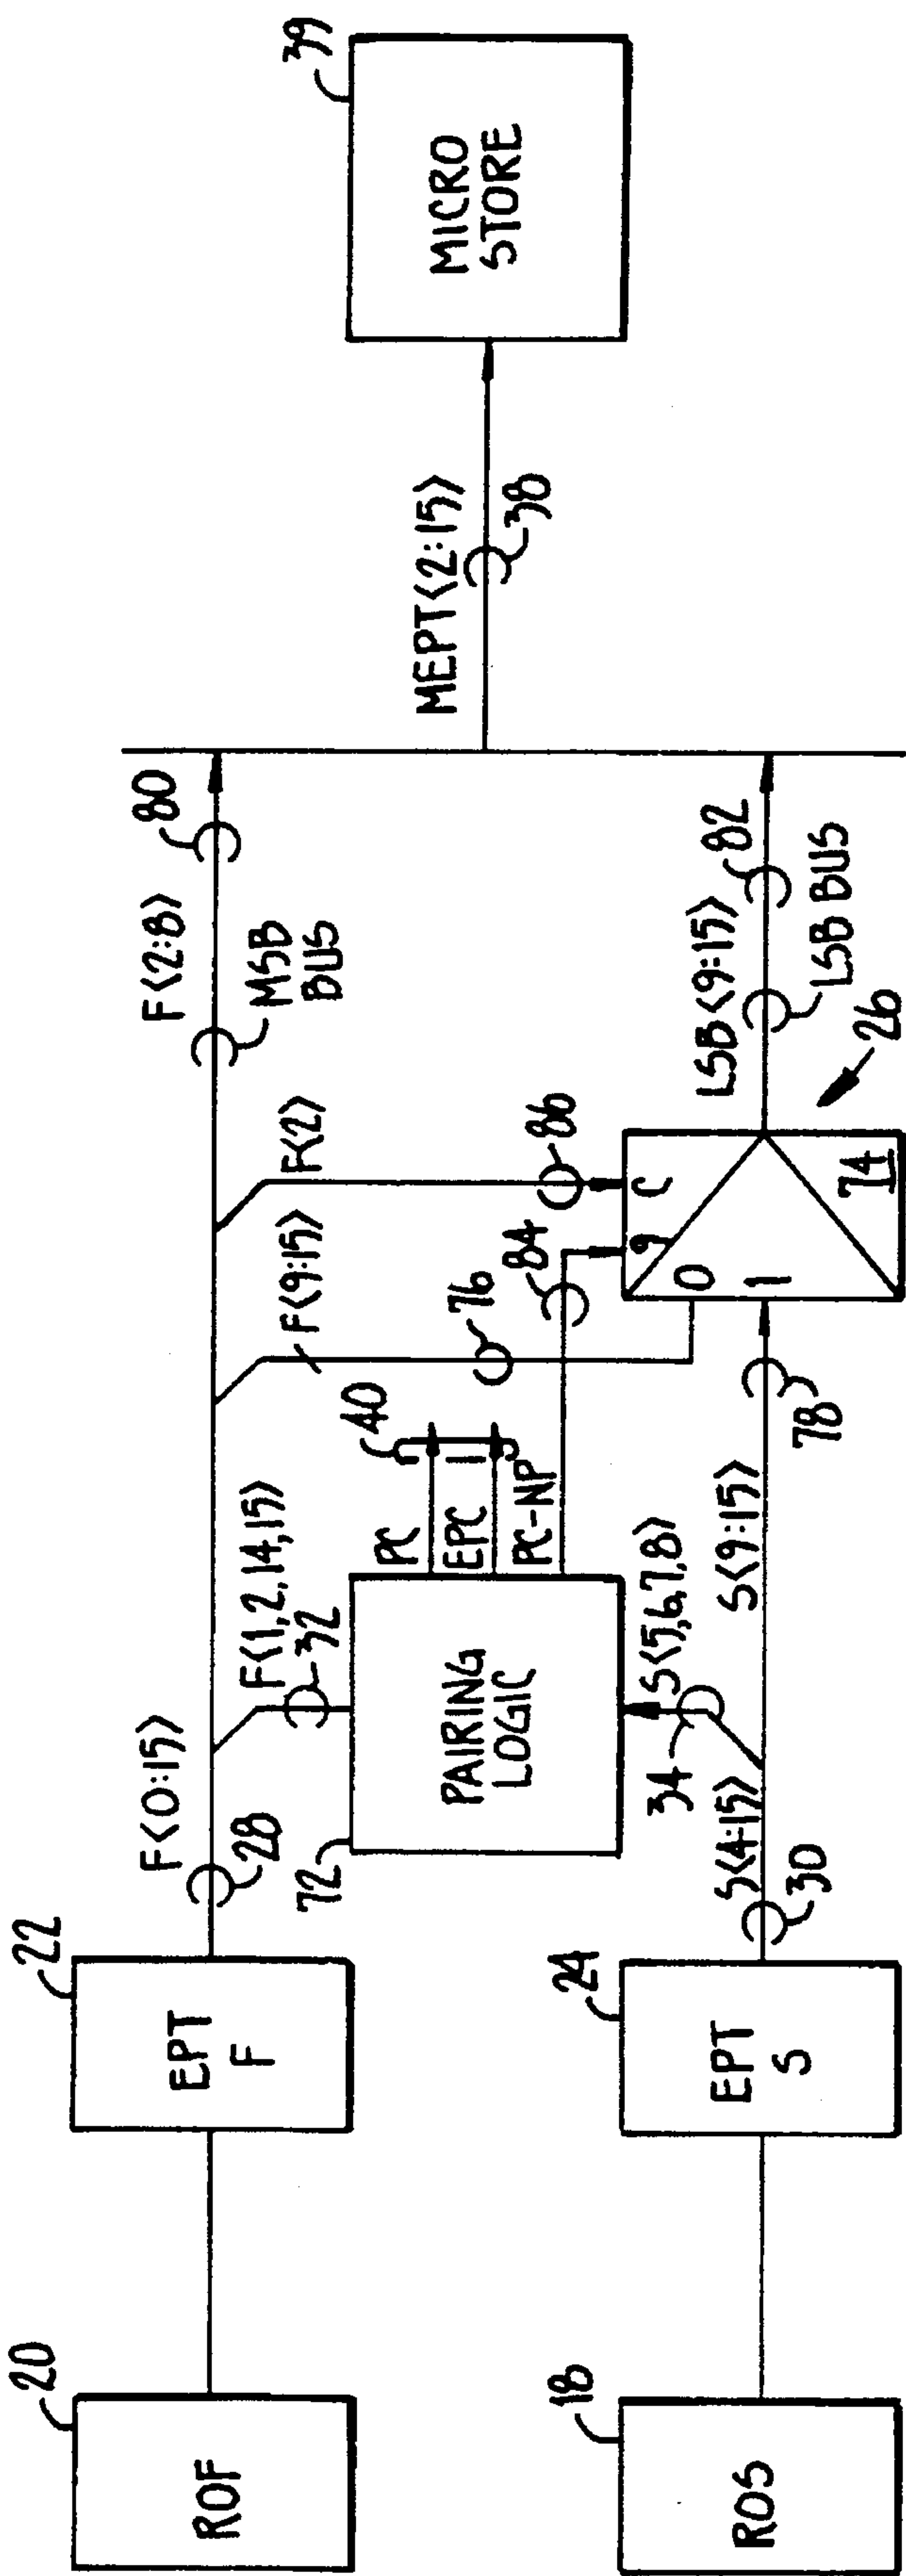 20
ROF
22
EPT
F
F<0:15>
28
F<1,2,14,15>
32
F<9:15>
76
F<2>
86
F<2:8>
MSB
BUS
80
MEPT<2:15>
38
39
MICRO
STORE
72
PAIRING
LOGIC
PC
EPC
PC-NP
40
84
S<5,6,7,8>
34
18
ROS
24
EPT
S
S<4:15>
30
S<9:15>
78
0
1
C
74
26
LSB<9:15>
82
LSB BUS